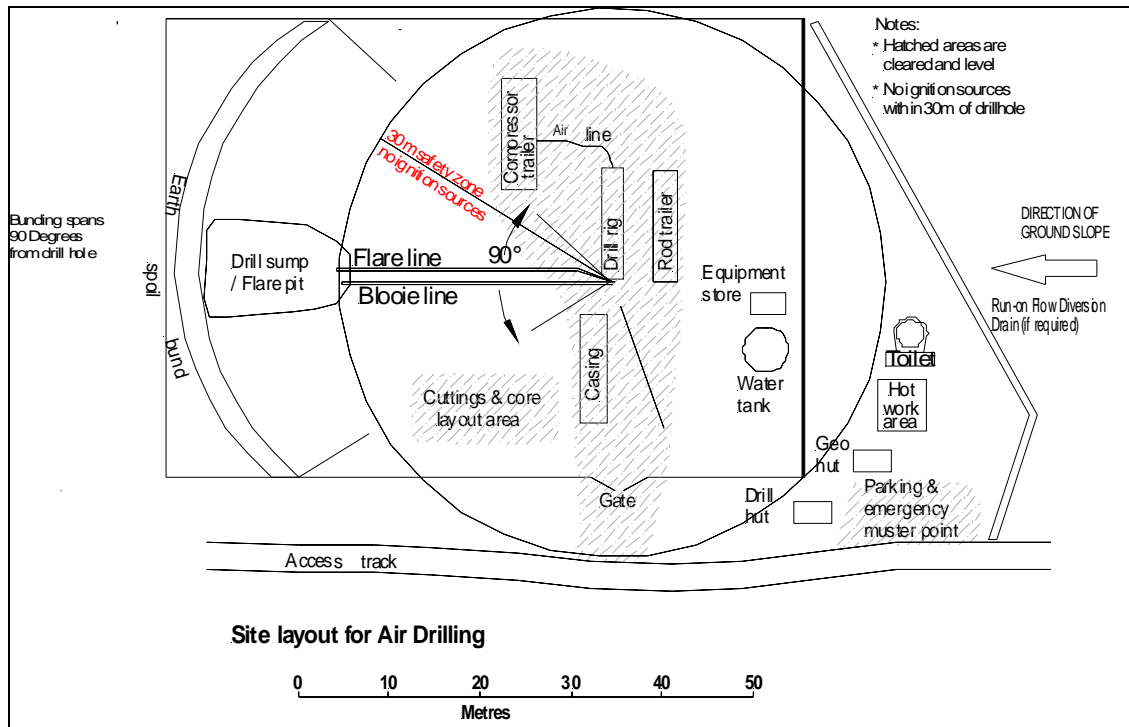 Notes:
* Hatched areas are
cleared and level
* No ignition sources
with in 30m of drillhole
Compressor
trailer
Air line
30m safety zone
no ignition sources
Earth
spoil
bund
Bunding spans
90 Degrees
from drill hole
Drill rig
Rod trailer
DIRECTION OF
GROUND SLOPE
Flare line
90°
Drill sump
/ Flare pit
Blooie line
Equipment
store
Run-on Flow Diversion
Drain (if required)
Toilet
Water
tank
Casing
Cuttings & core
layout area
Hot
work
area
Geo
hut
Parking &
emergency
muster point
Drill
hut
Gate
Access track
Site layout for Air Drilling
0 10 20 30 40 50
Metres